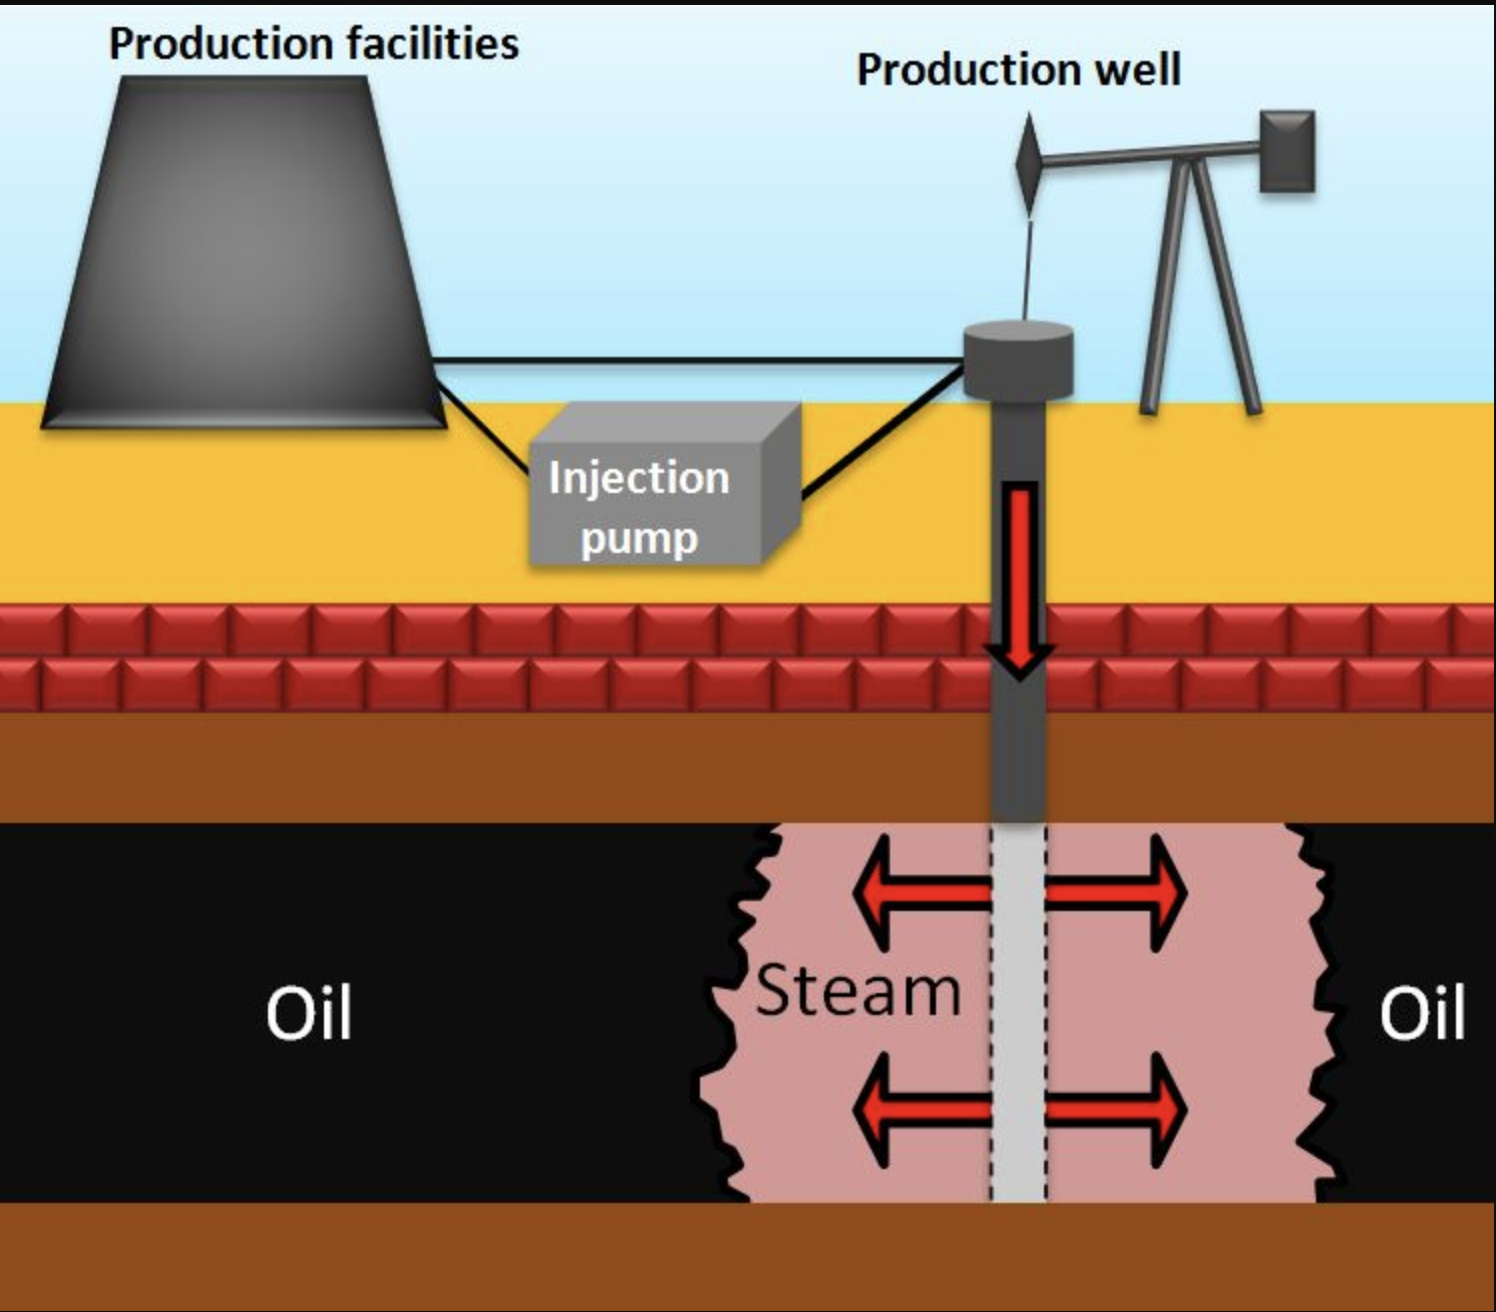 Production facilities
Production well
Injection
pump
Steam
Oil
Oil